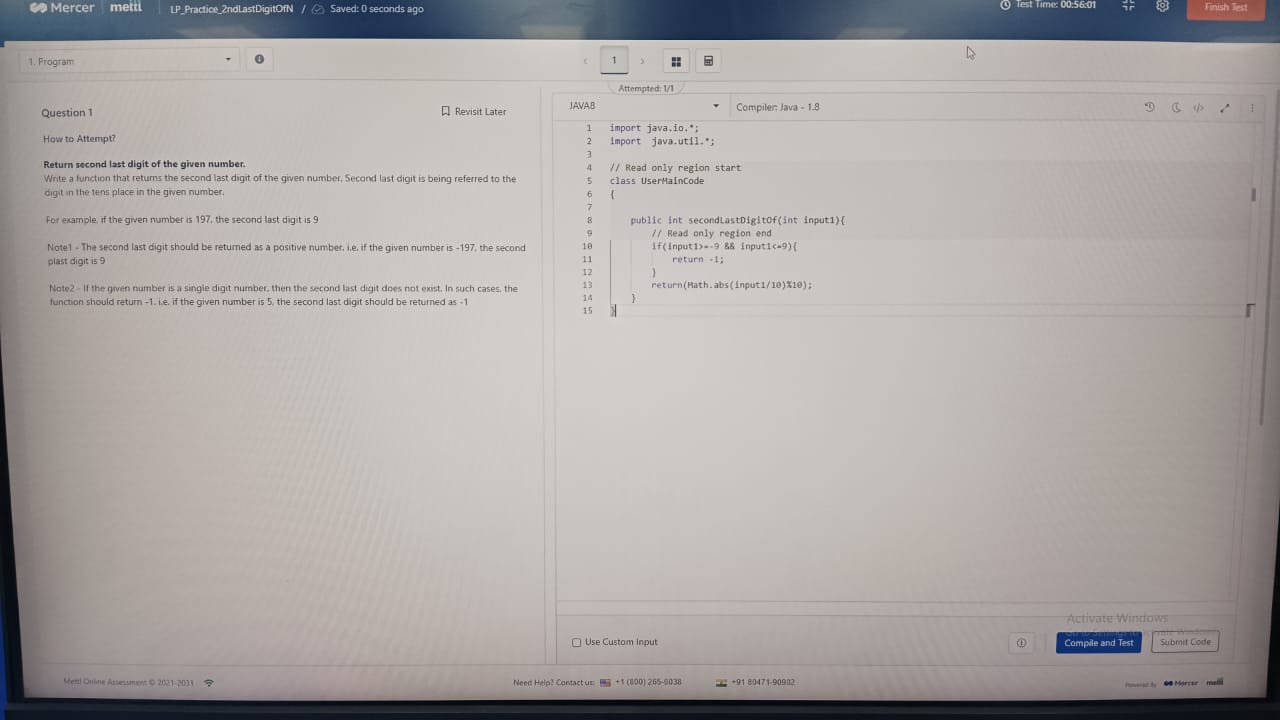 Mercer | mettl LP_Practice_2ndLastDigitOfN / Saved: 0 seconds ago
Test Time: 00:56:01
Finish Test
1. Program
1
Attempted: 1/1
Question 1
Revisit Later
How to Attempt?
Return second last digit of the given number.
Write a function that returns the second last digit of the given number. Second last digit is being referred to the
digit in the tens place in the given number.
For example, if the given number is 197, the second last digit is 9
Note1 - The second last digit should be returned as a positive number. i.e. if the given number is -197, the second
plast digit is 9
Note2 - If the given number is a single digit number, then the second last digit does not exist. In such cases, the
function should return -1. i.e. if the given number is 5, the second last digit should be returned as -1
JAVA8
Compiler: Java - 1.8
1 import java.io.*;
2 import  java.util.*;
3
4 // Read only region start
5 class UserMainCode
6 {
7
8     public int secondLastDigitOf(int input1){
9         // Read only region end
10         if(input1>=-9 && input1<=9){
11             return -1;
12         }
13         return(Math.abs(input1/10)%10);
14     }
15 }
Use Custom Input
Activate Windows
Compile and Test
Submit Code
Mettl Online Assessment © 2021-2031
Need Help? Contact us: +1 (800) 265-6038
+91 80471-90902
Powered By Mercer mettl